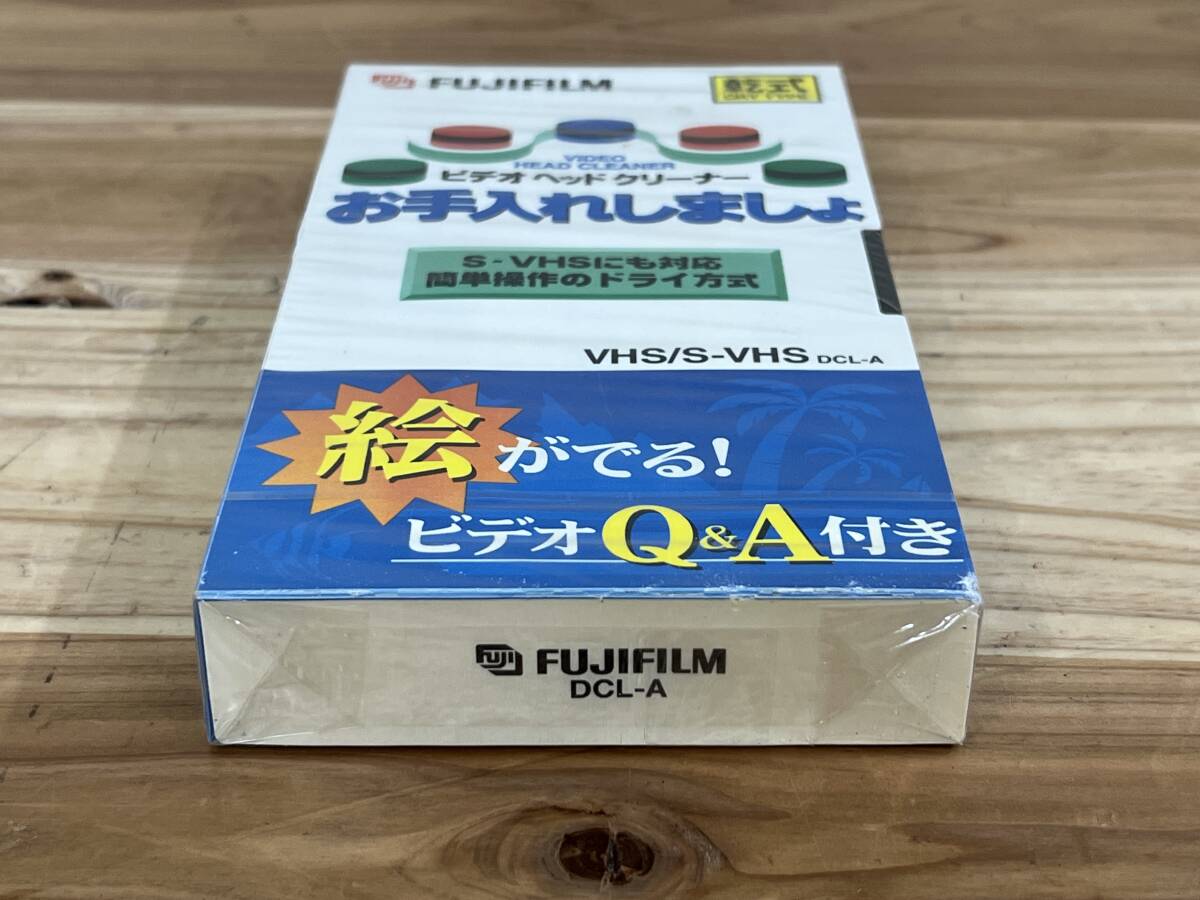 FUJI FUJIFILM
乾式
DRY TYPE
VIDEO
HEAD CLEANER
ビデオ ヘッド クリーナー
お手入れしましょ
S-VHSにも対応
簡単操作のドライ方式
VHS/S-VHS DCL-A
絵がでる!
ビデオQ&A付き
FUJI FUJIFILM
DCL-A